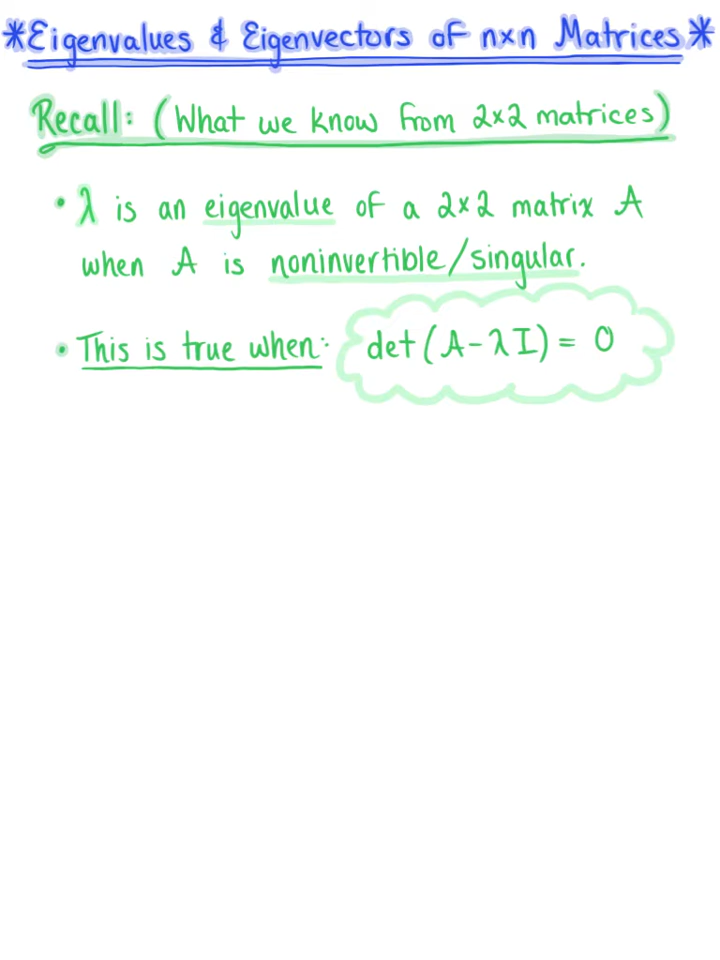 *Eigenvalues & Eigenvectors of n×n Matrices*
Recall: (What we know from 2×2 matrices)
• λ is an eigenvalue of a 2×2 matrix A
when A is noninvertible/singular.
• This is true when: det(A-λI) = 0